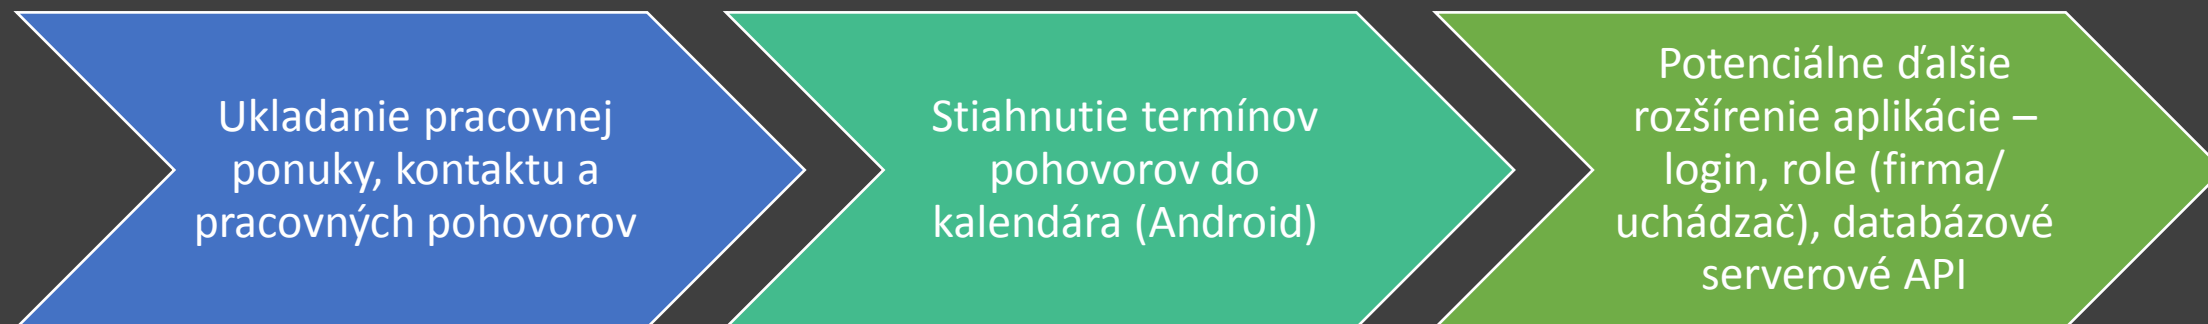 Ukladanie pracovnej
ponuky, kontaktu a
pracovných pohovorov
Stiahnutie termínov
pohovorov do
kalendára (Android)
Potenciálne ďalšie
rozšírenie aplikácie –
login, role (firma/
uchádzač), databázové
serverové API